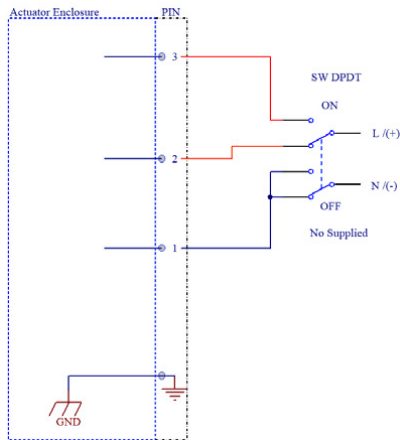 Actuator Enclosure
PIN
3
SW DPDT
ON
L /(+)
2
N /(-)
OFF
1
No Supplied
GND